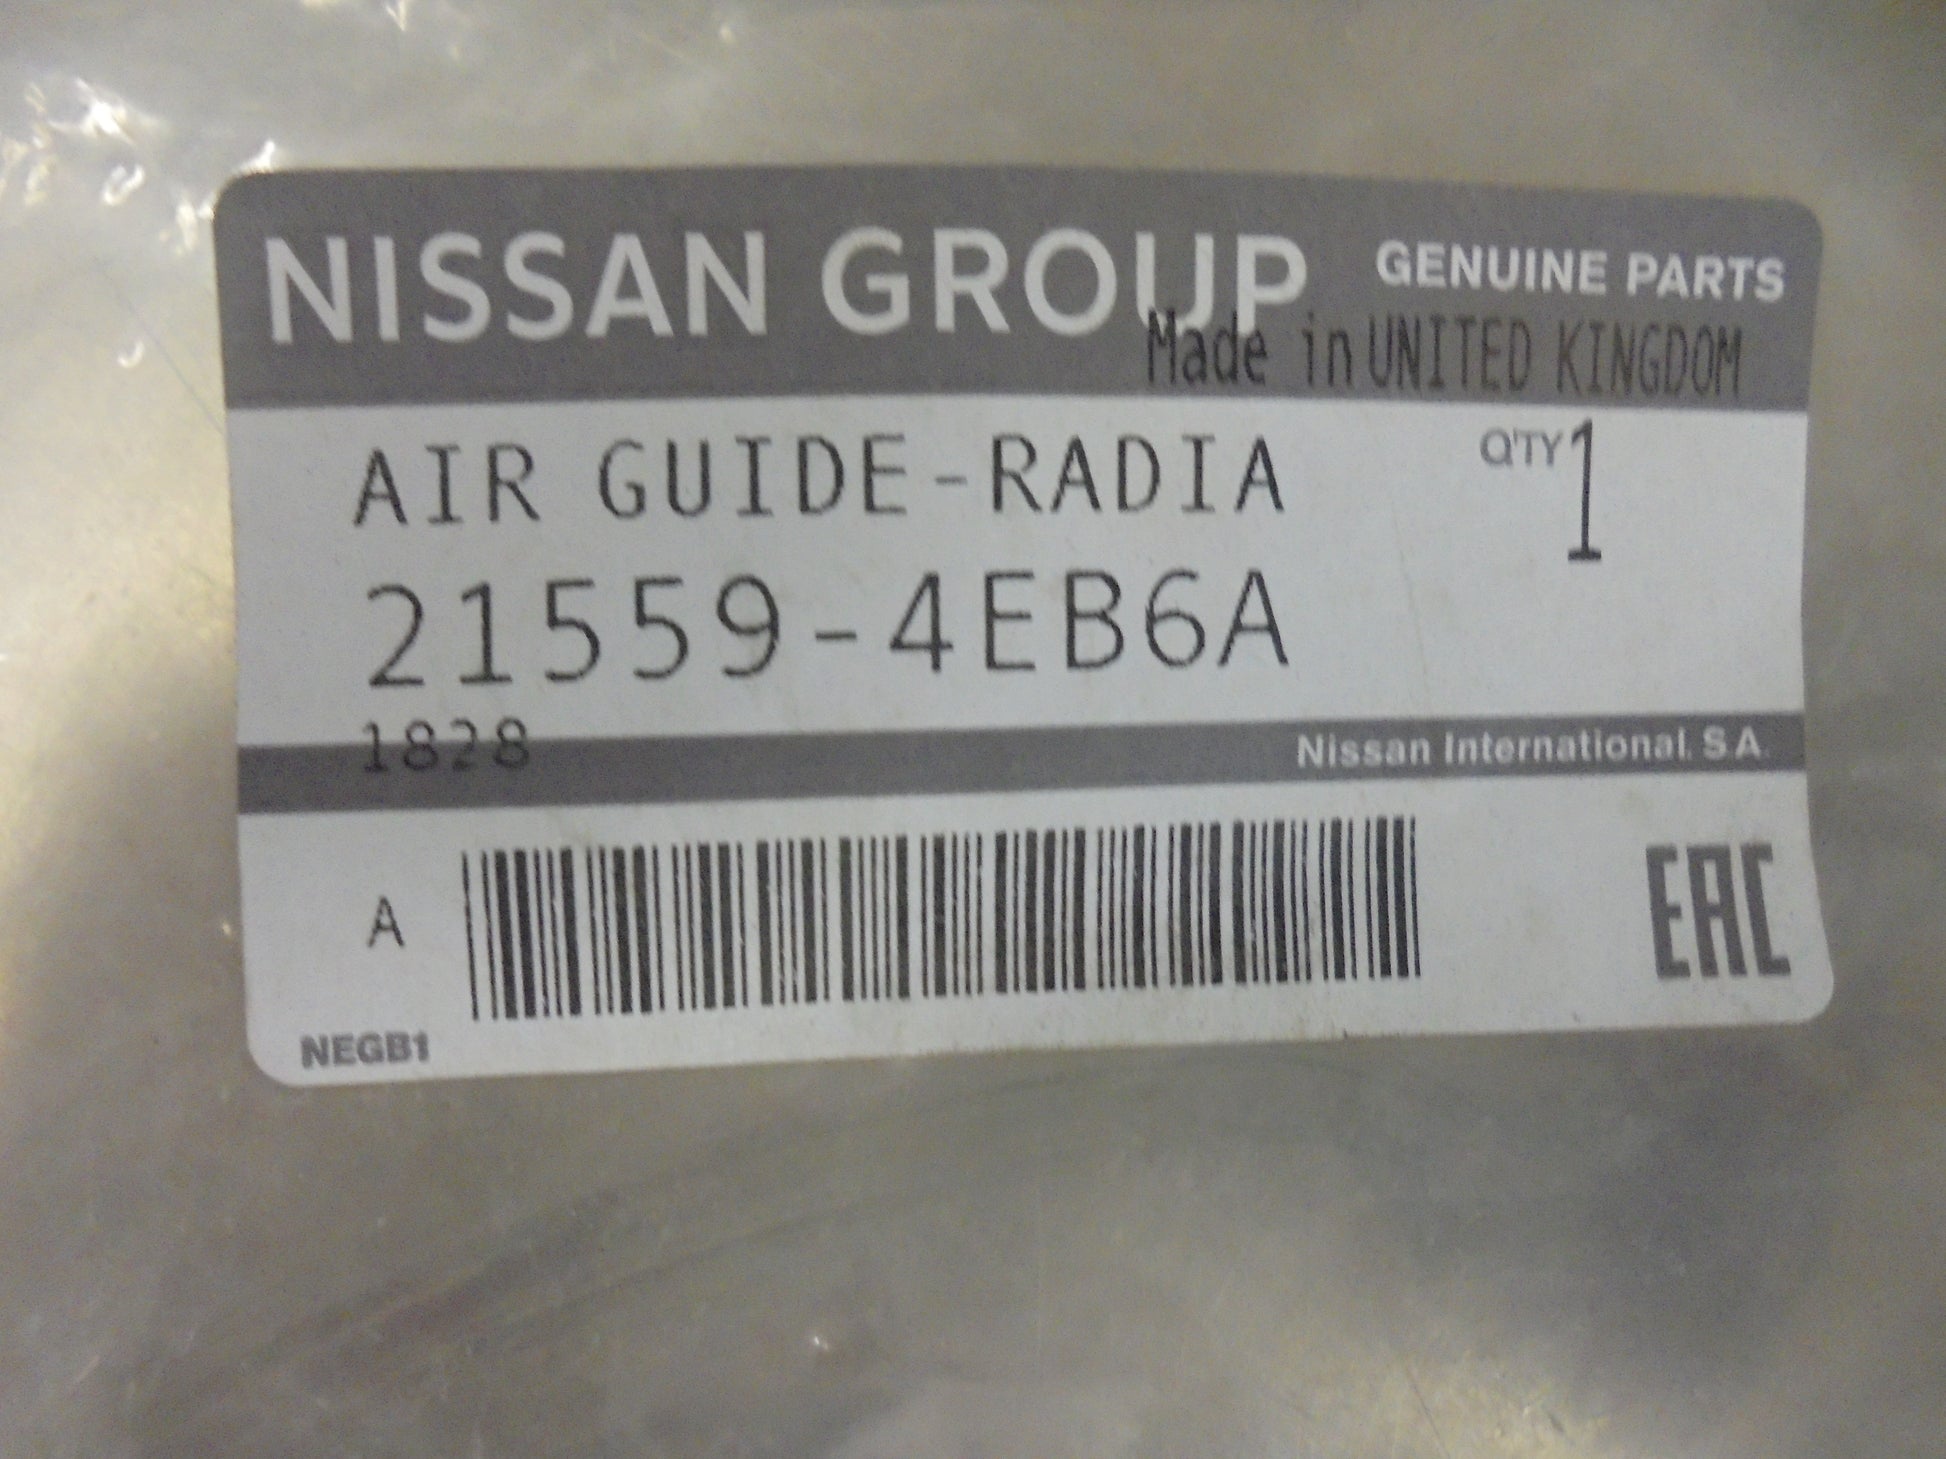 NISSAN GROUP GENUINE PARTS
Made in UNITED KINGDOM
AIR GUIDE-RADIA Q'TY 1
21559-4EB6A
1828
Nissan International. S.A.
A
EAC
NEGB1